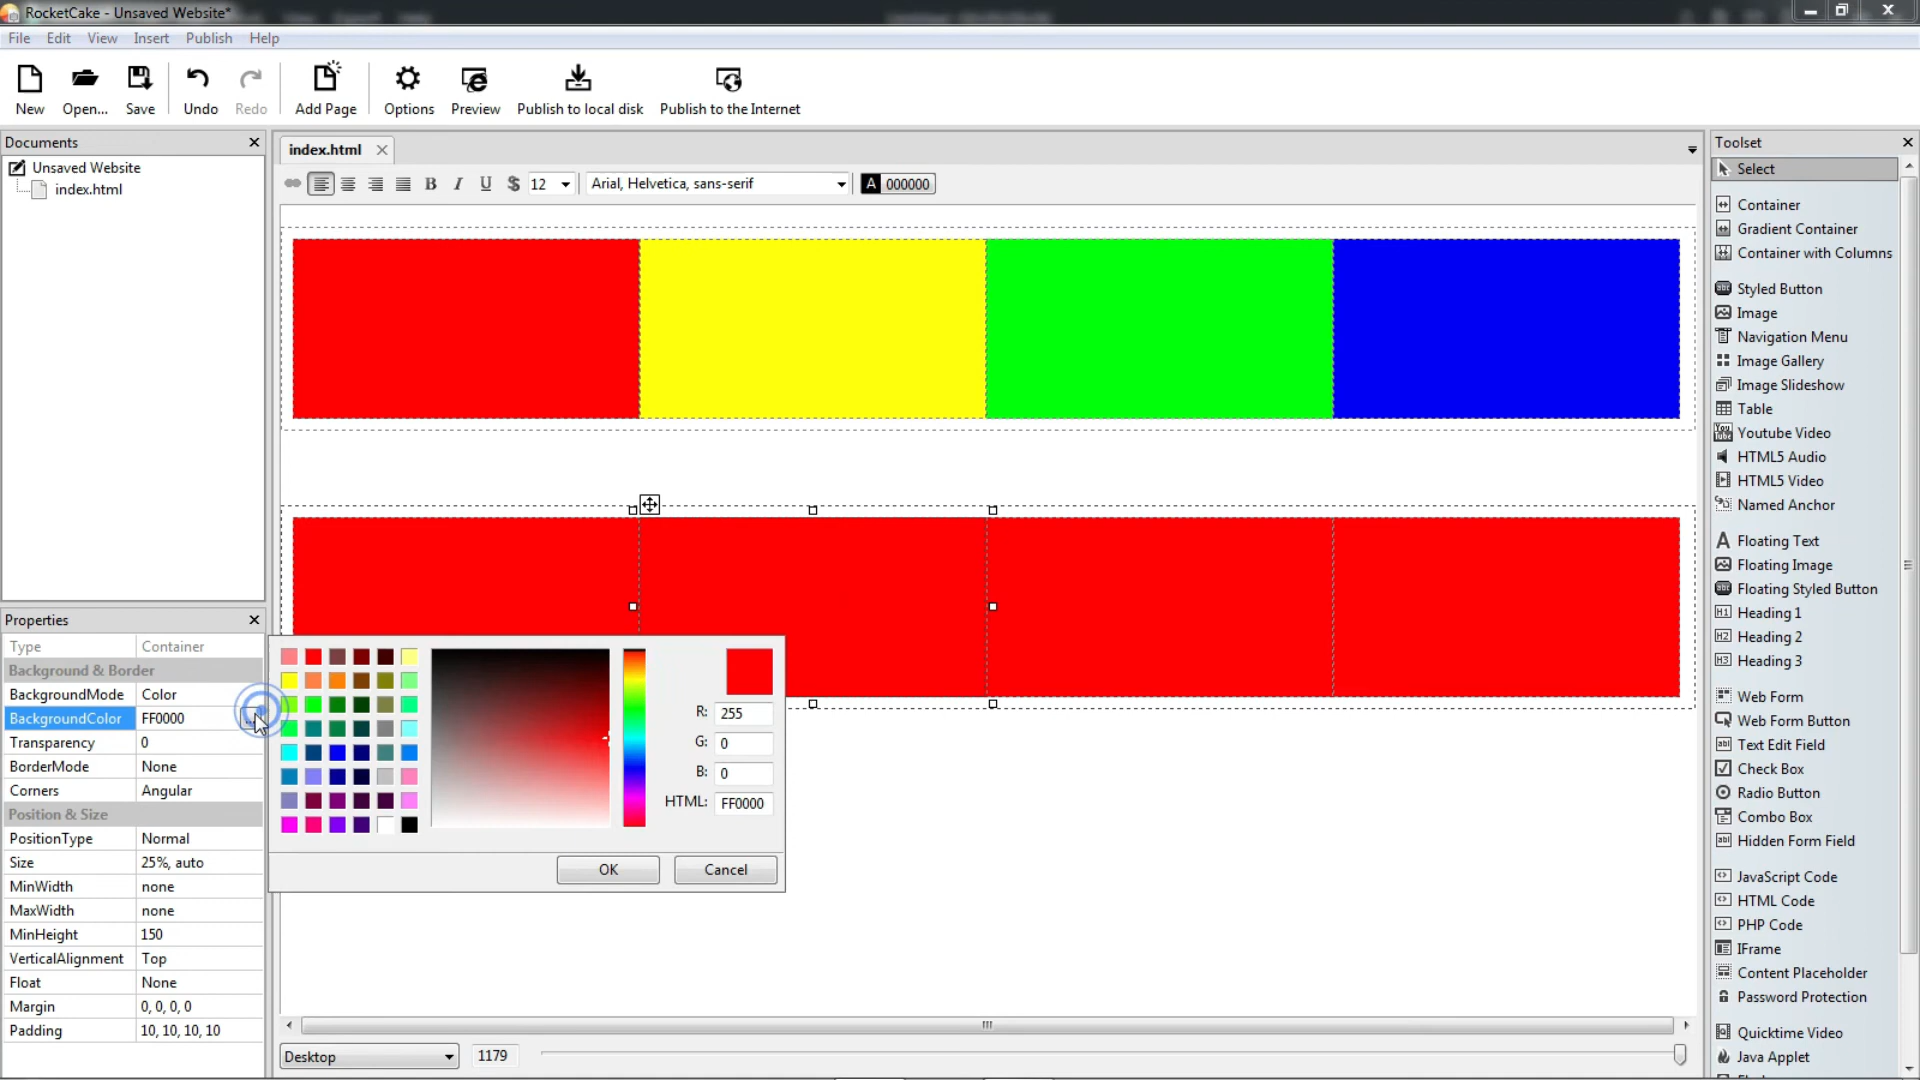 RocketCake - Unsaved Website*
File Edit View Insert Publish Help
New Open... Save Undo Redo Add Page Options Preview Publish to local disk Publish to the Internet
Documents
Unsaved Website
index.html
index.html
B I U $ 12 Arial, Helvetica, sans-serif A 000000
Properties
Type Container
Background & Border
BackgroundMode Color
BackgroundColor FF0000 ...
Transparency 0
BorderMode None
Corners Angular
Position & Size
PositionType Normal
Size 25%, auto
MinWidth none
MaxWidth none
MinHeight 150
VerticalAlignment Top
Float None
Margin 0, 0, 0, 0
Padding 10, 10, 10, 10
R: 255
G: 0
B: 0
HTML: FF0000
OK Cancel
Desktop 1179
Toolset
Select
Container
Gradient Container
Container with Columns
Styled Button
Image
Navigation Menu
Image Gallery
Image Slideshow
Table
Youtube Video
HTML5 Audio
HTML5 Video
Named Anchor
Floating Text
Floating Image
Floating Styled Button
H1 Heading 1
H2 Heading 2
H3 Heading 3
Web Form
Web Form Button
Text Edit Field
Check Box
Radio Button
Combo Box
Hidden Form Field
JavaScript Code
HTML Code
PHP Code
IFrame
Content Placeholder
Password Protection
Quicktime Video
Java Applet